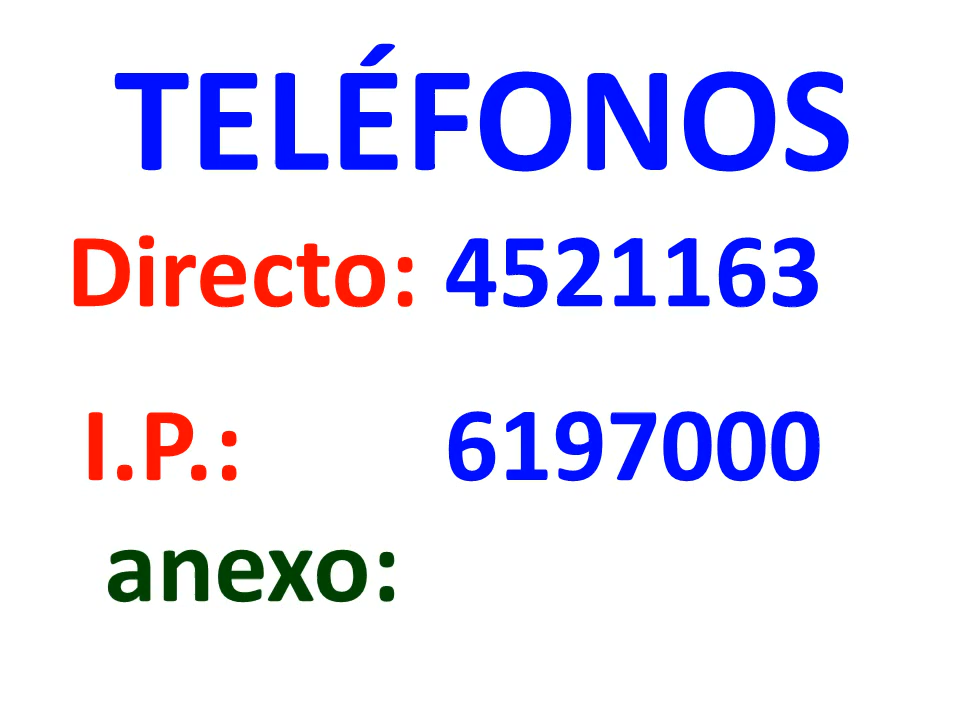 TELÉFONOS
Directo: 4521163
I.P.: 6197000
anexo: